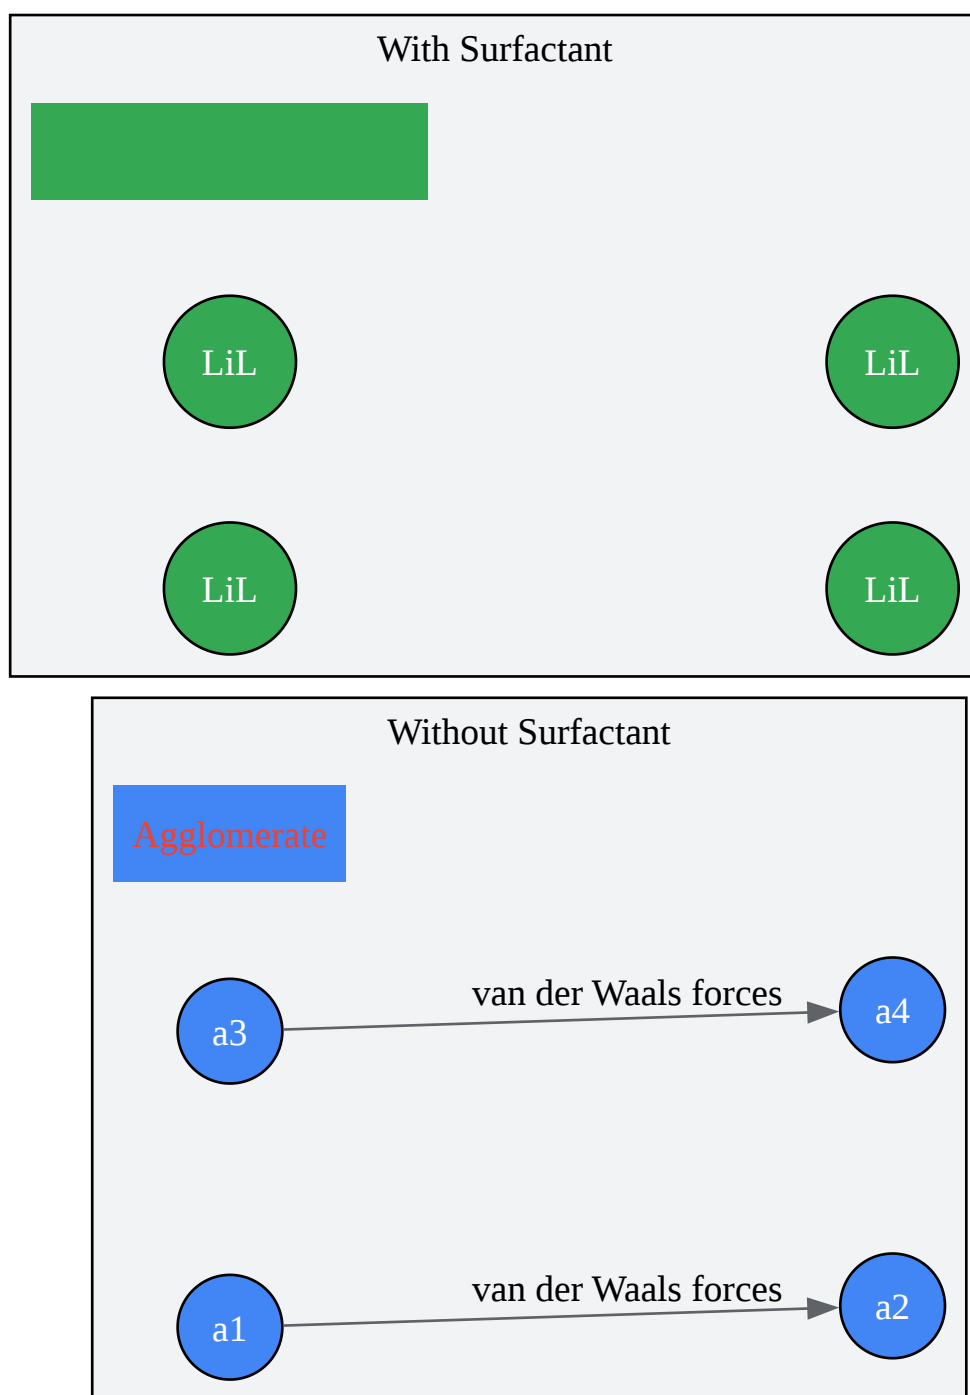 With Surfactant
LiL
LiL
LiL
LiL
Without Surfactant
Agglomerate
van der Waals forces
a3
a4
van der Waals forces
a1
a2